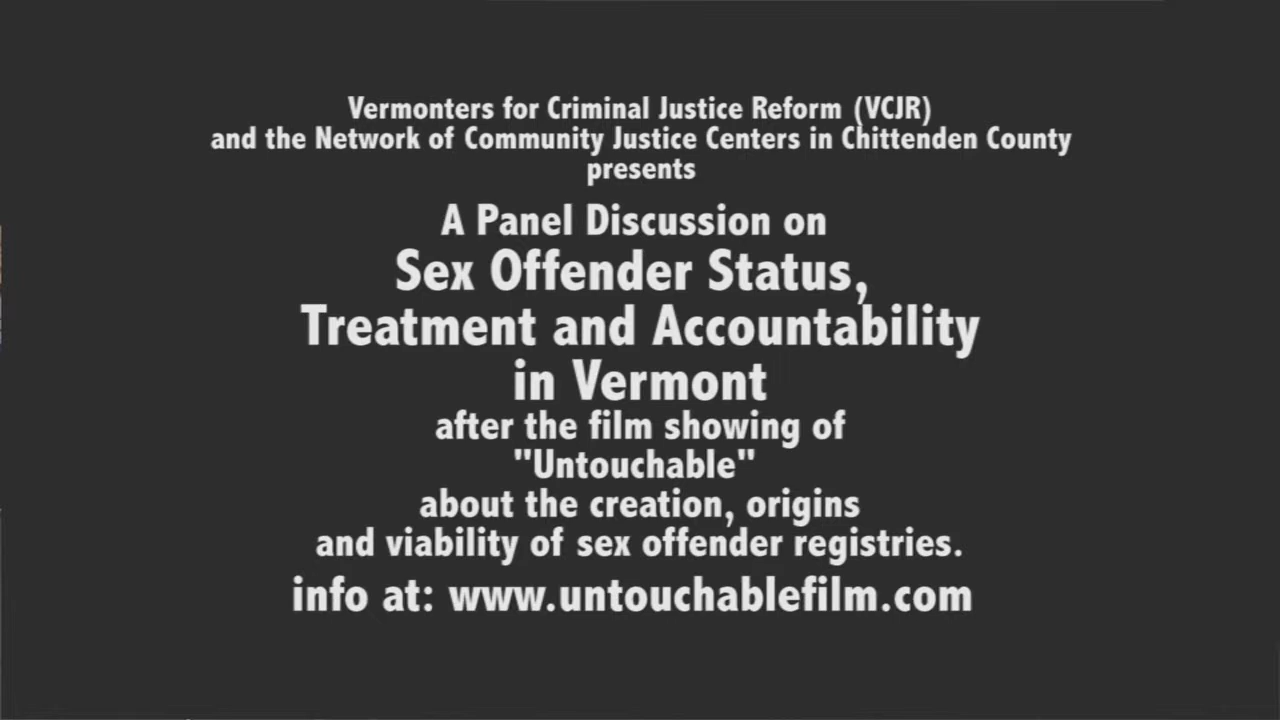 Vermonters for Criminal Justice Reform (VCJR)
and the Network of Community Justice Centers in Chittenden County
presents
A Panel Discussion on
Sex Offender Status,
Treatment and Accountability
in Vermont
after the film showing of
"Untouchable"
about the creation, origins
and viability of sex offender registries.
info at: www.untouchablefilm.com